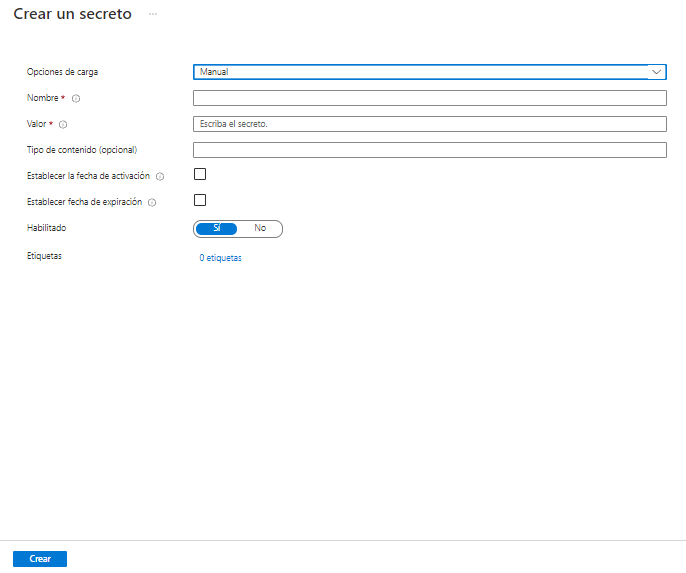 Crear un secreto ...
Opciones de carga Manual
Nombre *
Valor * Escriba el secreto.
Tipo de contenido (opcional)
Establecer la fecha de activación
Establecer fecha de expiración
Habilitado Sí No
Etiquetas 0 etiquetas
Crear